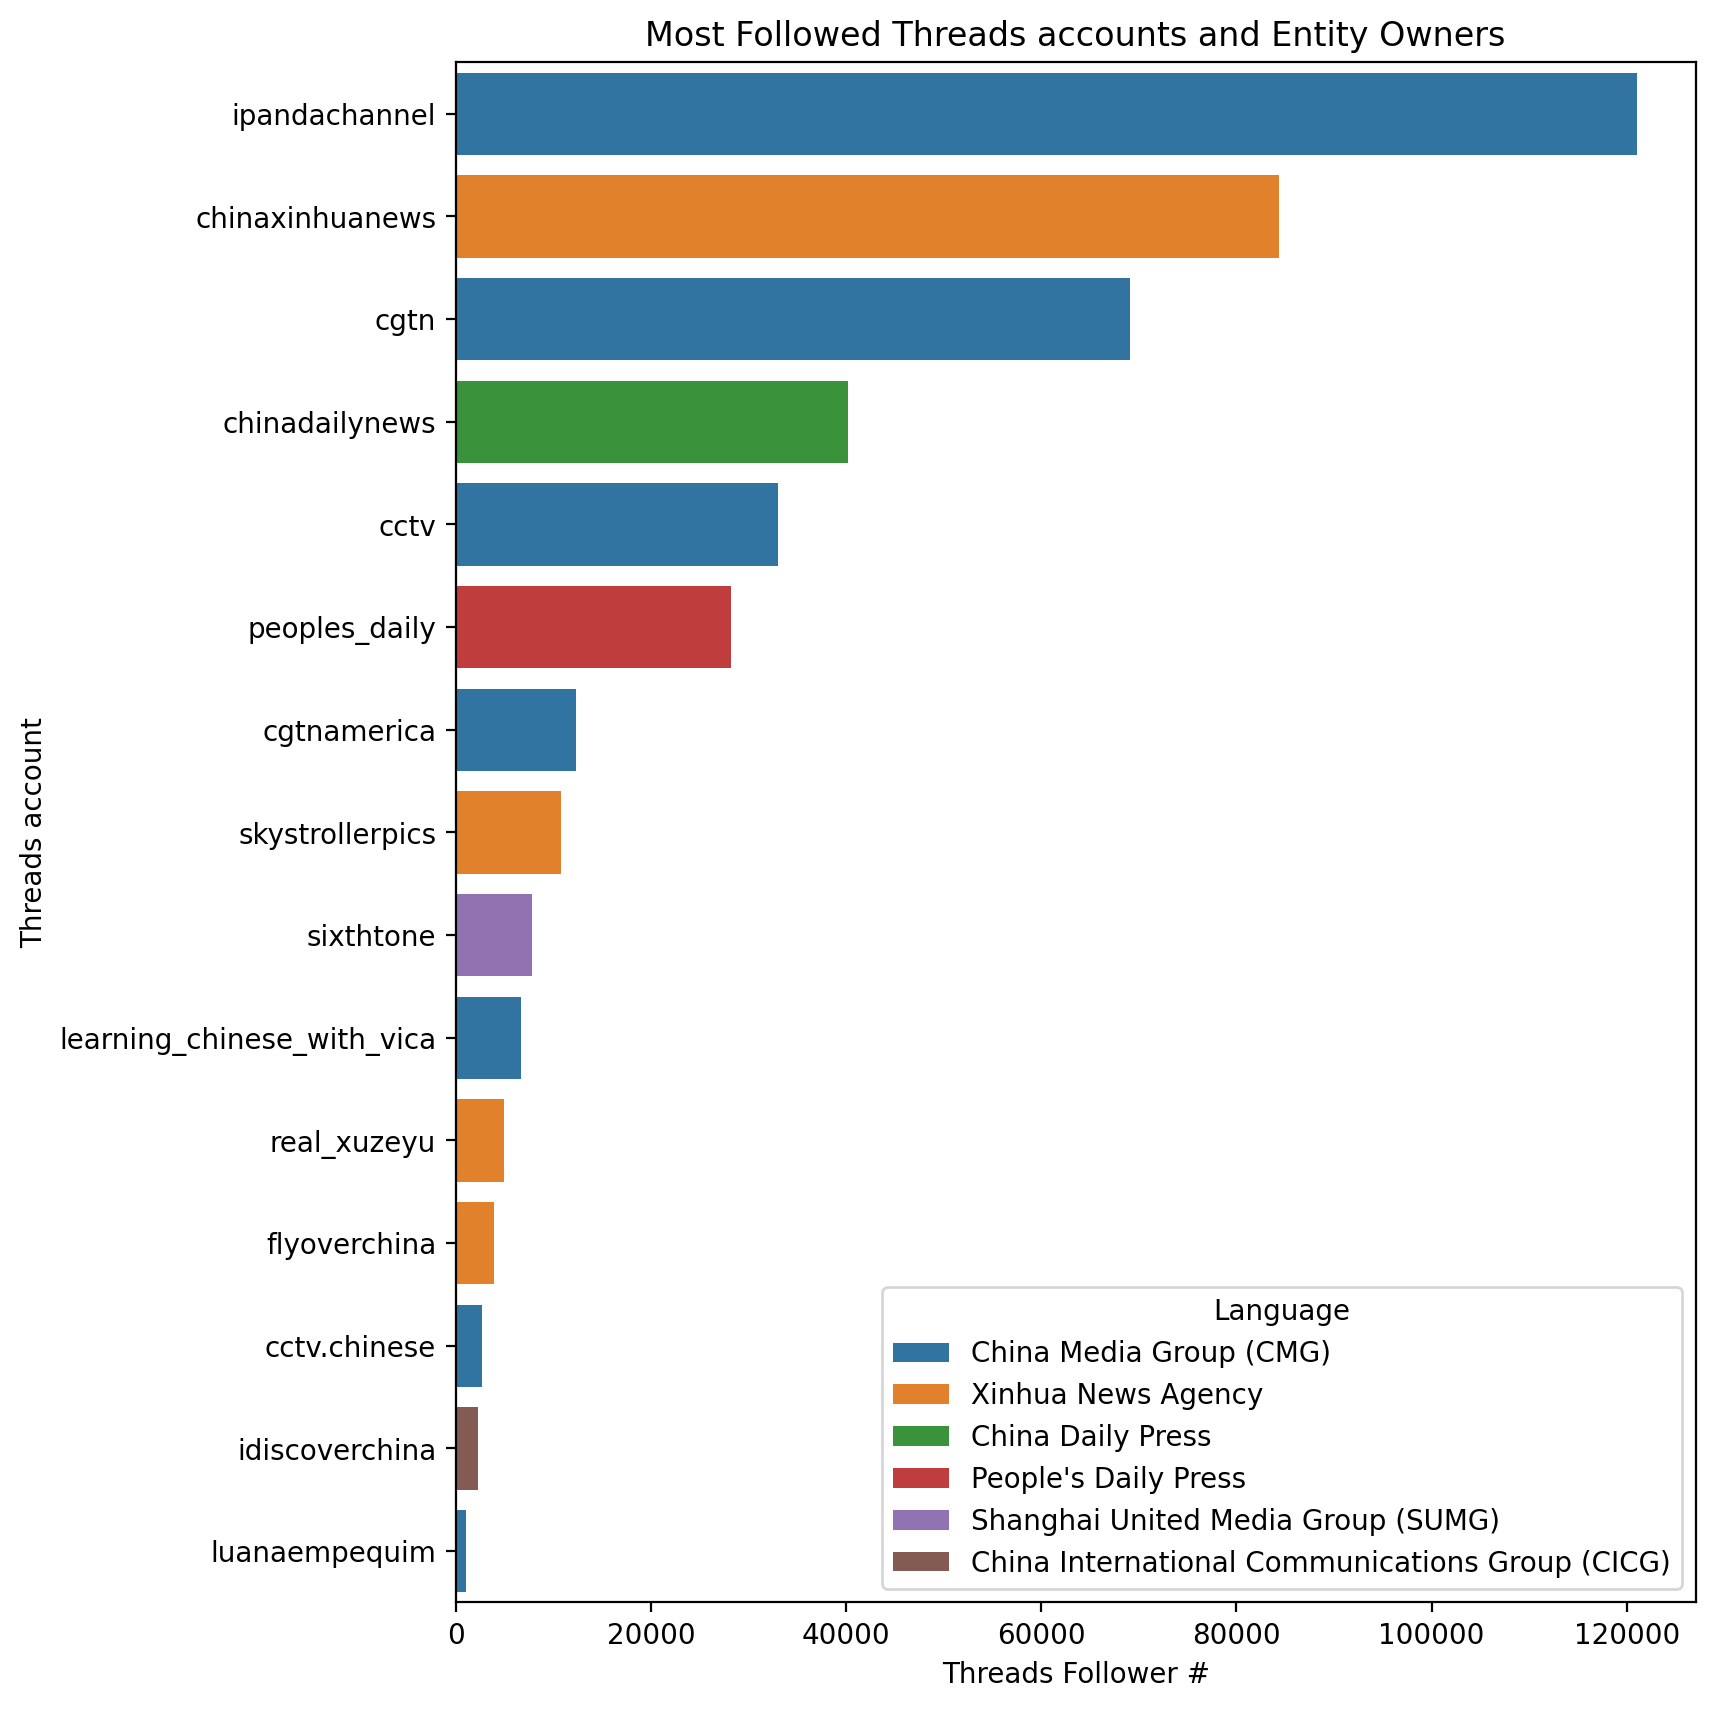 Most Followed Threads accounts and Entity Owners
Threads account
ipandachannel
chinaxinhuanews
cgtn
chinadailynews
cctv
peoples_daily
cgtnamerica
skystrollerpics
sixthtone
learning_chinese_with_vica
real_xuzeyu
flyoverchina
cctv.chinese
idiscoverchina
luanaempequim
Language
China Media Group (CMG)
Xinhua News Agency
China Daily Press
People's Daily Press
Shanghai United Media Group (SUMG)
China International Communications Group (CICG)
0 20000 40000 60000 80000 100000 120000
Threads Follower #